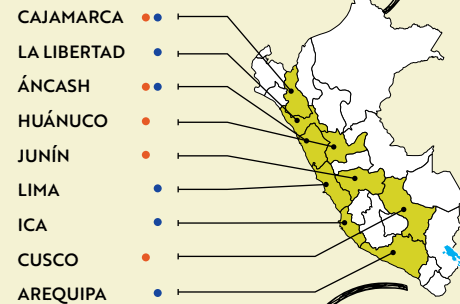 CAJAMARCA
LA LIBERTAD
ÁNCASH
HUÁNUCO
JUNÍN
LIMA
ICA
CUSCO
AREQUIPA